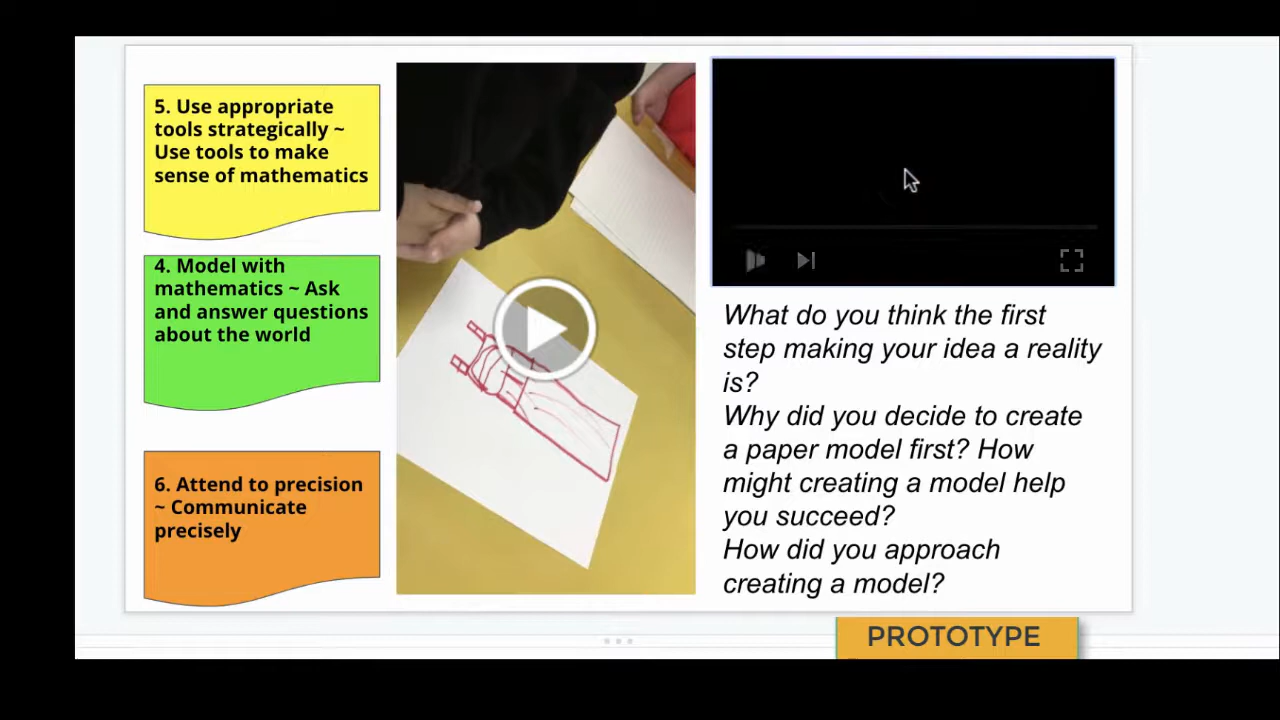 5. Use appropriate
tools strategically ~
Use tools to make
sense of mathematics
4. Model with
mathematics ~ Ask
and answer questions
about the world
6. Attend to precision
~ Communicate
precisely
What do you think the first
step making your idea a reality
is?
Why did you decide to create
a paper model first? How
might creating a model help
you succeed?
How did you approach
creating a model?
PROTOTYPE